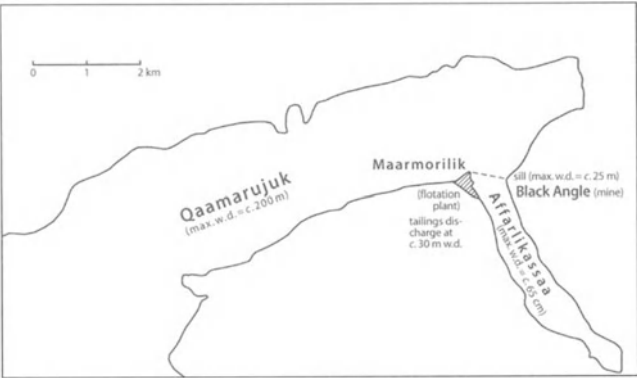 0 1 2 km
Maarmorilik
sill (max. w.d. = c. 25 m)
Black Angle (mine)
Qaamarujuk
(max. w.d. = c. 200 m)
(flotation
plant)
tailings dis-
charge at
c. 30 m w.d.
Affarlikassaa
(max. w.d. = c. 65 cm)